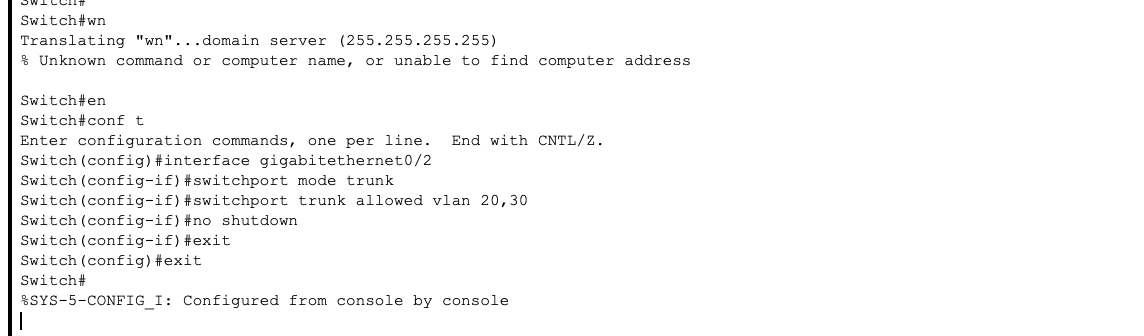 Switch#
Switch#wn
Translating "wn"...domain server (255.255.255.255)
% Unknown command or computer name, or unable to find computer address
Switch#en
Switch#conf t
Enter configuration commands, one per line.  End with CNTL/Z.
Switch(config)#interface gigabitethernet0/2
Switch(config-if)#switchport mode trunk
Switch(config-if)#switchport trunk allowed vlan 20,30
Switch(config-if)#no shutdown
Switch(config-if)#exit
Switch(config)#exit
Switch#
%SYS-5-CONFIG_I: Configured from console by console